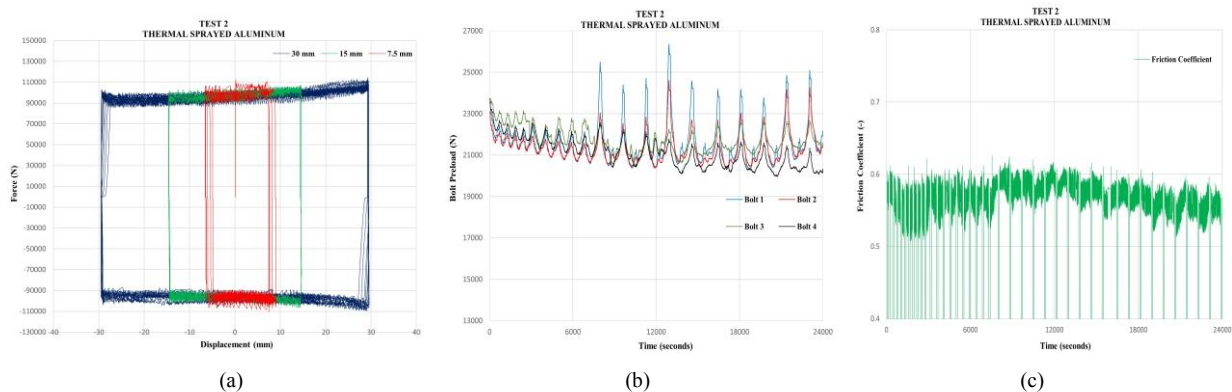 TEST 2
THERMAL SPRAYED ALUMINUM
30 mm 15 mm 7.5 mm
Force (N)
150000
130000
110000
90000
70000
50000
30000
10000
-10000
-30000
-50000
-70000
-90000
-110000
-130000
-40 -30 -20 -10 0 10 20 30 40
Displacement (mm)
(a)
TEST 2
THERMAL SPRAYED ALUMINUM
Bolt Preload (N)
27000
25000
23000
21000
19000
17000
15000
13000
Bolt 1 Bolt 2
Bolt 3 Bolt 4
0 6000 12000 18000 24000
Time (seconds)
(b)
TEST 2
THERMAL SPRAYED ALUMINUM
Friction Coefficient
Friction Coefficient (-)
0.8
0.7
0.6
0.5
0.4
0 6000 12000 18000 24000
Time (seconds)
(c)